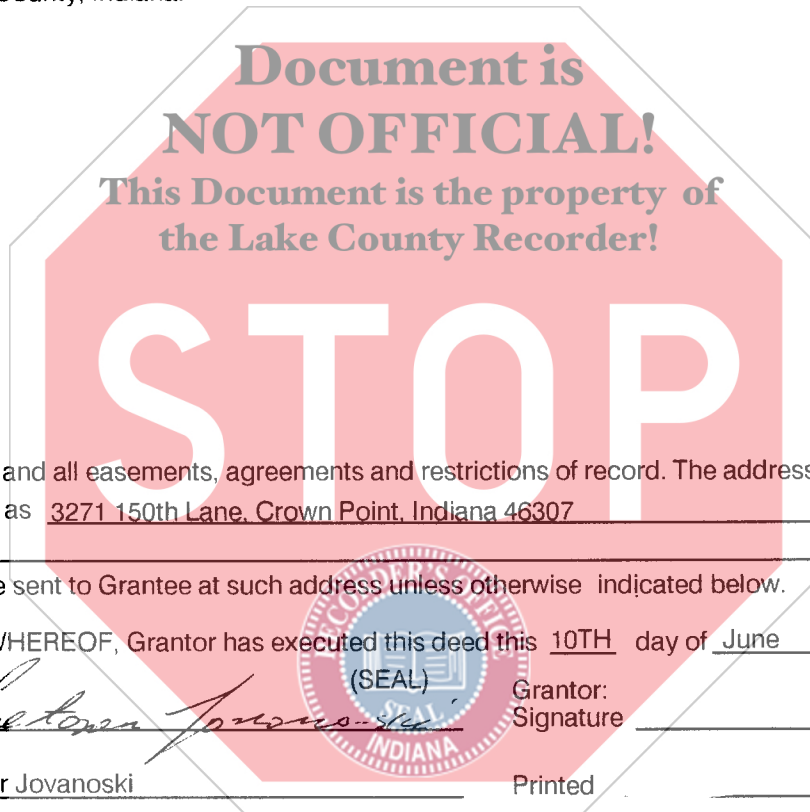 County, Indiana.
Document is
NOT OFFICIAL!
This Document is the property of
the Lake County Recorder!
STOP
and all easements, agreements and restrictions of record. The address
as 3271 150th Lane, Crown Point, Indiana 46307
sent to Grantee at such address unless otherwise indicated below.
WHEREOF, Grantor has executed this deed this 10TH day of June
(SEAL)
Grantor:
Signature
RECORDER'S OFFICE
SEAL
INDIANA
Jovanoski
Printed